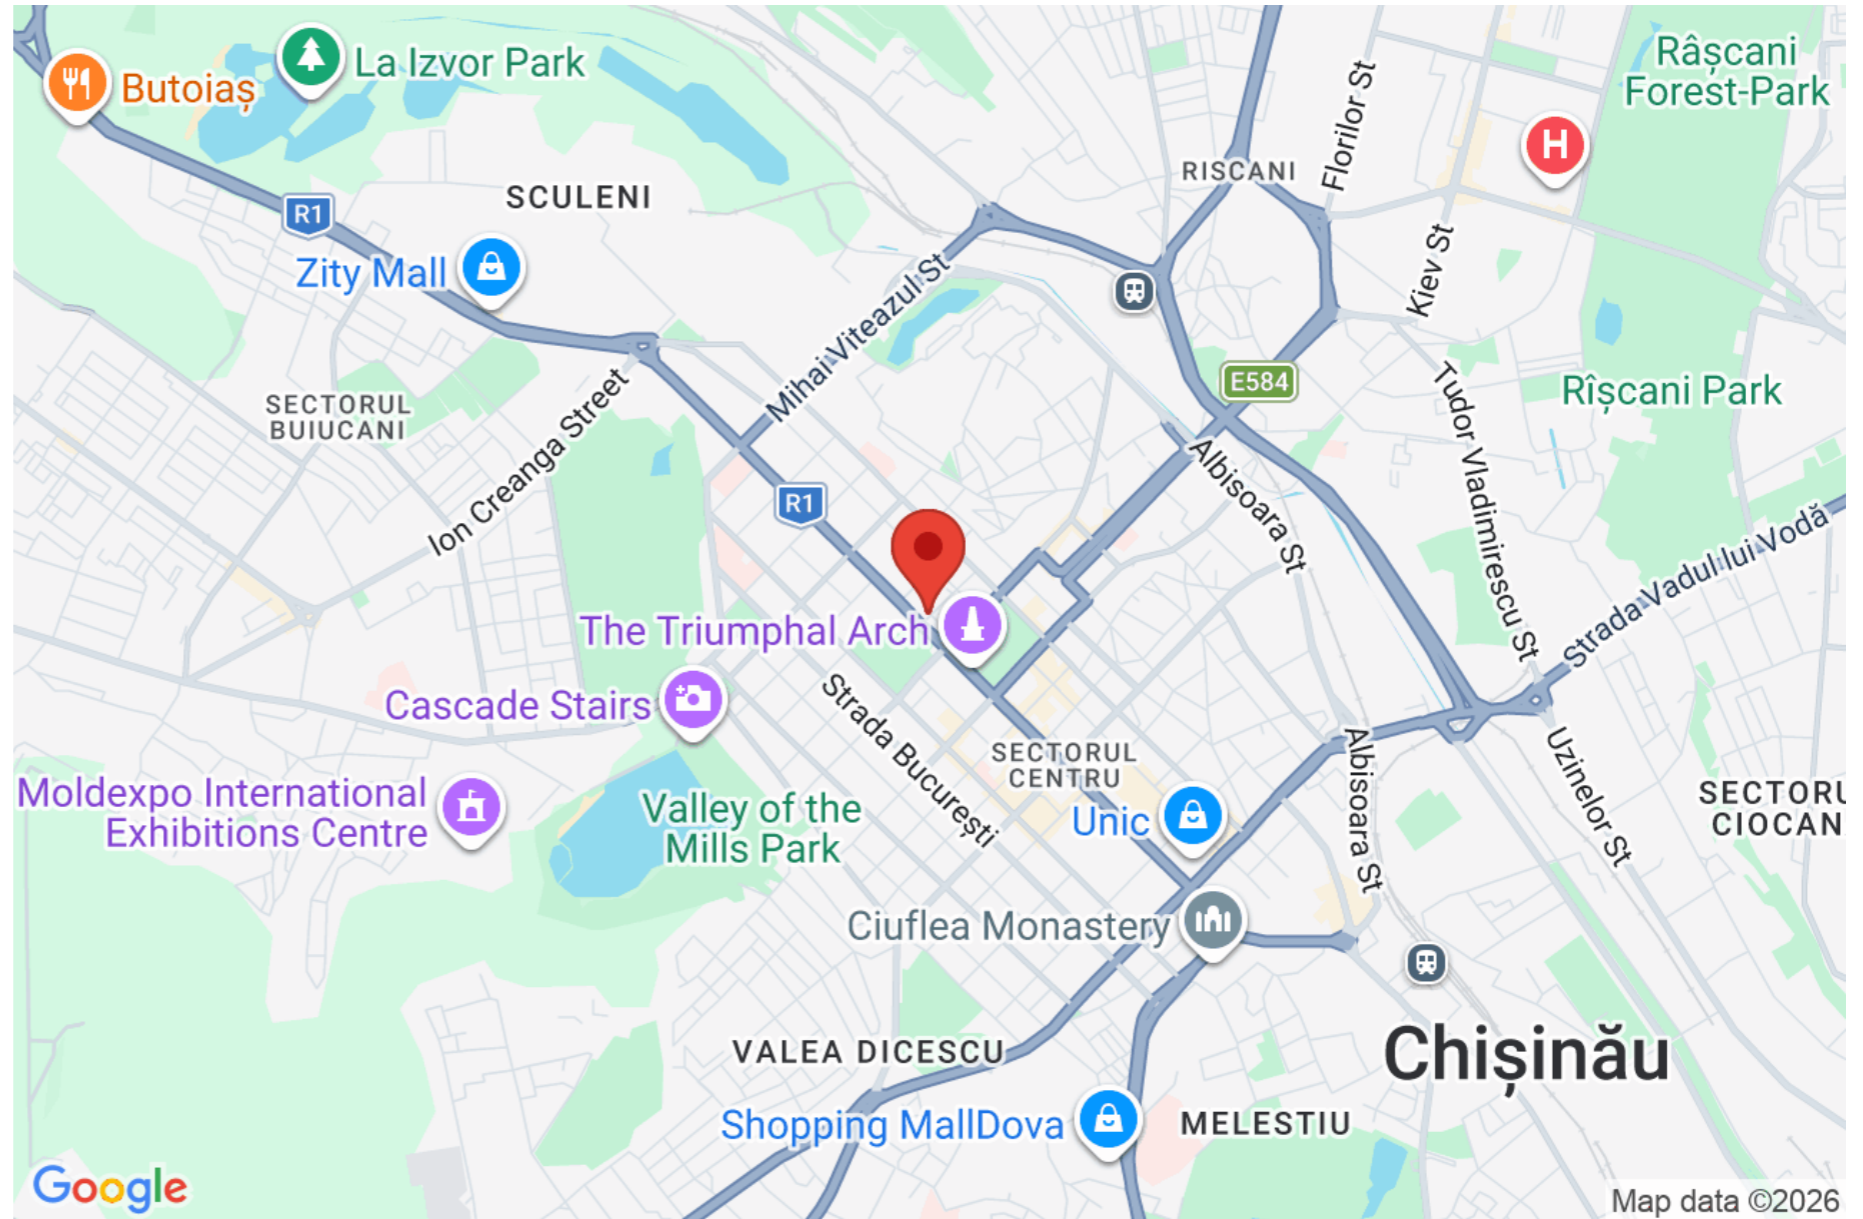 La Izvor Park
Butoiaș
Râșcani
Forest-Park
H
Florilor St
RISCANI
SCULENI
R1
Zity Mall
Kiev St
Mihai Viteazul St
E584
Rîșcani Park
SECTORUL
BUIUCANI
Ion Creanga Street
Tudor Vladimirescu St
Albisoara St
R1
Strada Vadul lui Vodă
The Triumphal Arch
Cascade Stairs
Strada București
SECTORUL
CENTRU
Albisoara St
Uzinelor St
Moldexpo International
Exhibitions Centre
Valley of the
Mills Park
Unic
SECTORU
CIOCAN
Ciuflea Monastery
VALEA DICESCU
Chișinău
Shopping MallDova
MELESTIU
Google
Map data ©2026